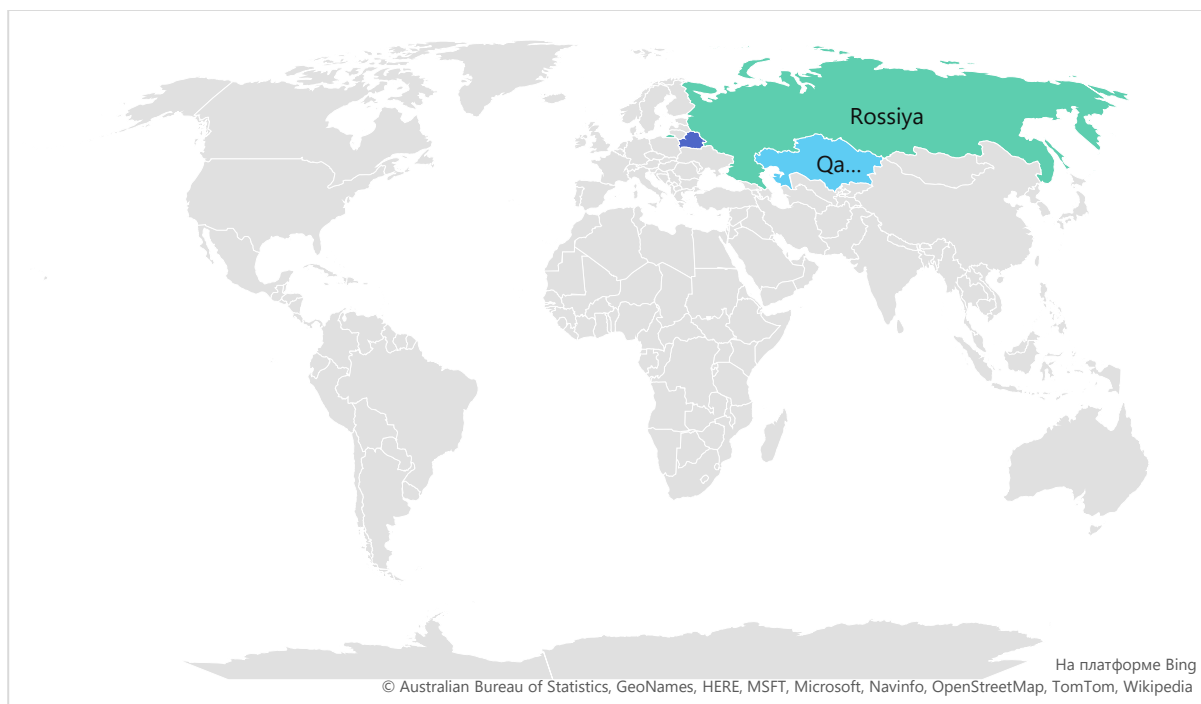 Rossiya
Qa...
На платформе Bing
© Australian Bureau of Statistics, GeoNames, HERE, MSFT, Microsoft, Navinfo, OpenStreetMap, TomTom, Wikipedia